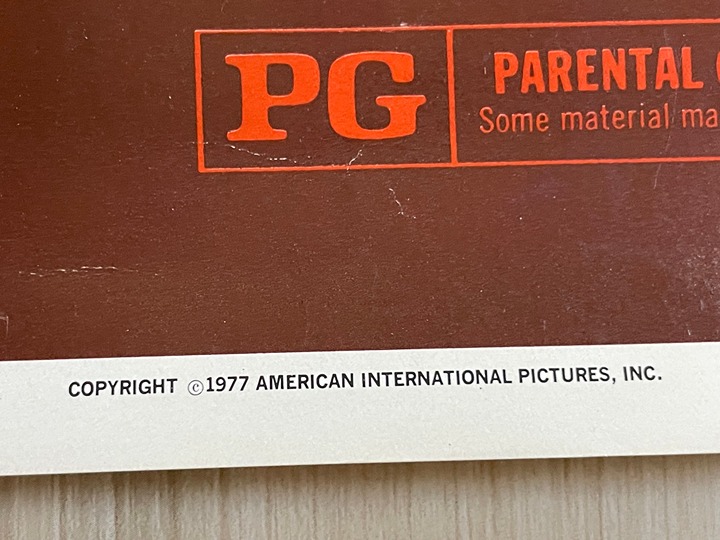 PG
PARENTAL
Some material
COPYRIGHT ©1977 AMERICAN INTERNATIONAL PICTURES, INC.